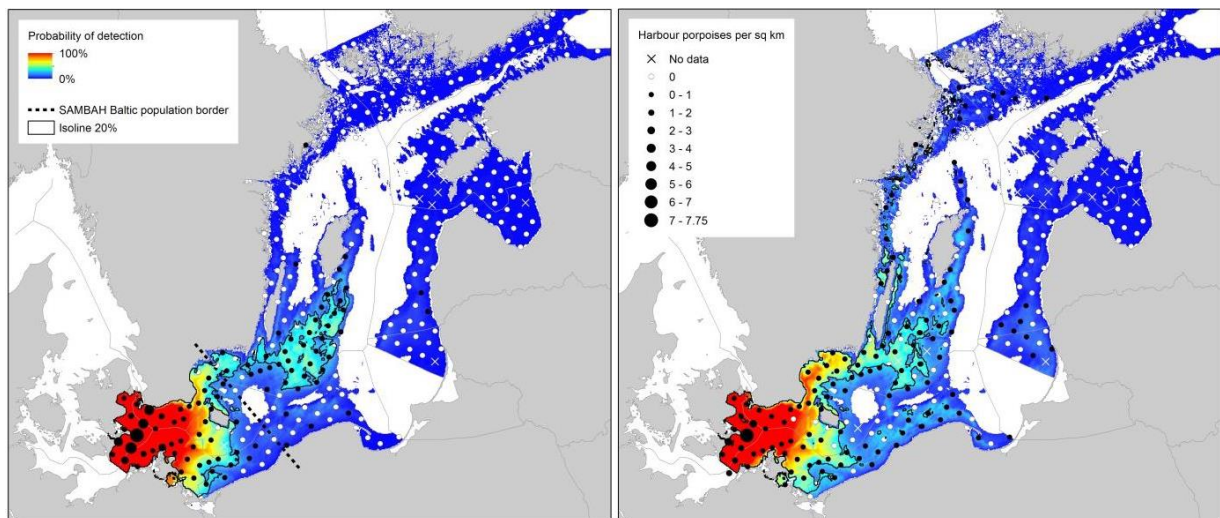 Probability of detection
100%
0%
SAMBAH Baltic population border
Isoline 20%
Harbour porpoises per sq km
No data
0
0 - 1
1 - 2
2 - 3
3 - 4
4 - 5
5 - 6
6 - 7
7 - 7.75